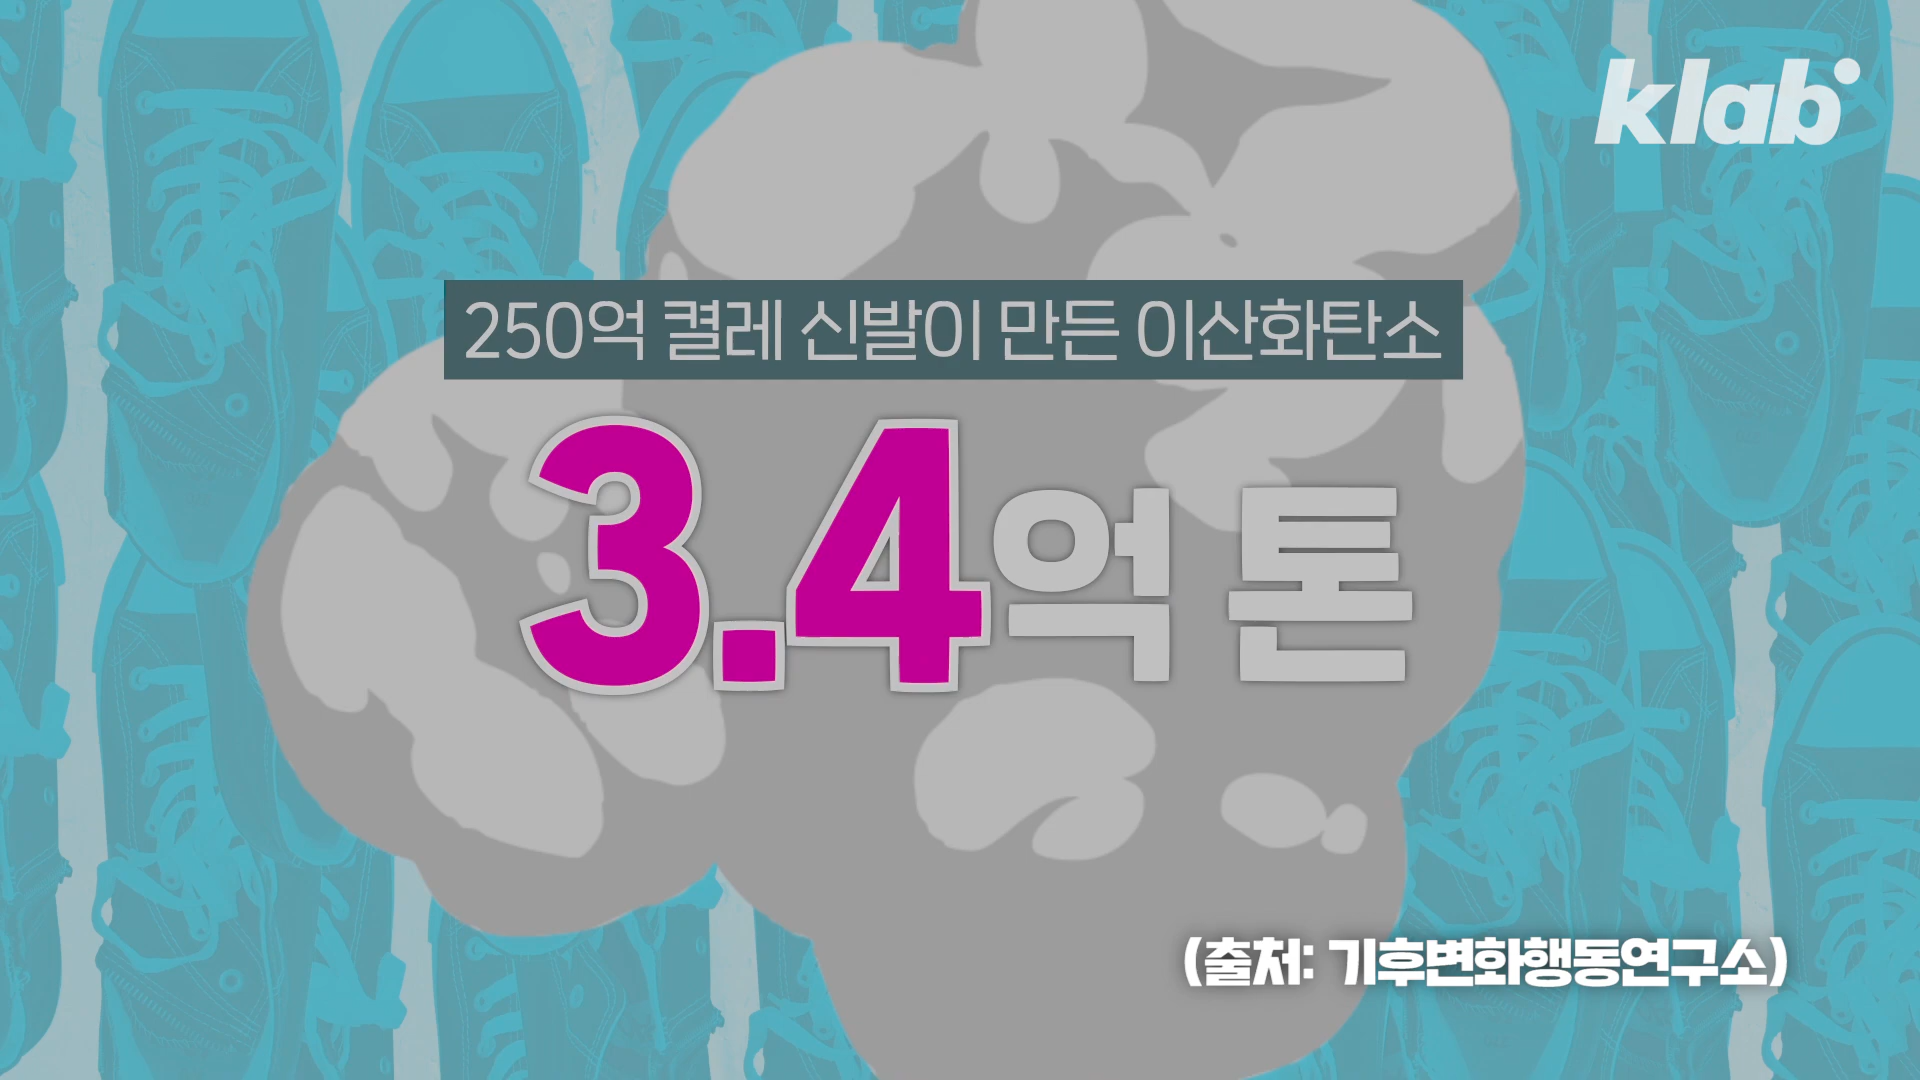 klab
250억 켤레 신발이 만든 이산화탄소
3.4억 톤
(출처: 기후변화행동연구소)